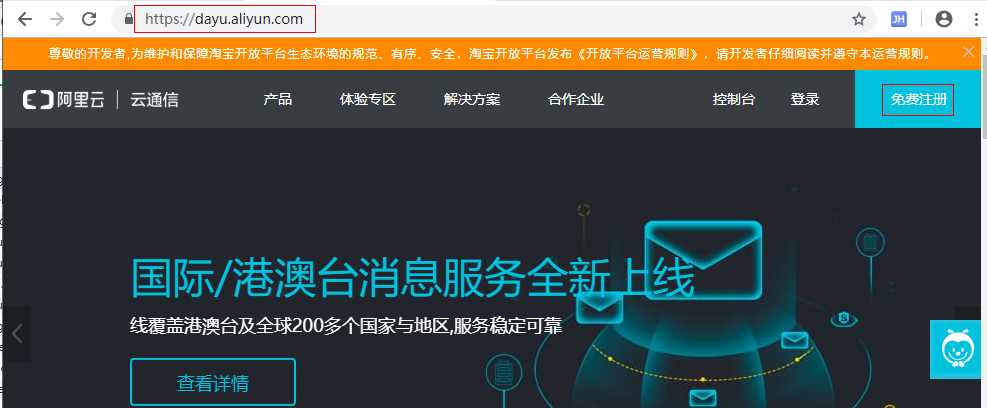 https://dayu.aliyun.com
JH
尊敬的开发者,为维护和保障淘宝开放平台生态环境的规范、有序、安全，淘宝开放平台发布《开放平台运营规则》，请开发者仔细阅读并遵守本运营规则。
阿里云 | 云通信 产品 体验专区 解决方案 合作企业 控制台 登录 免费注册
国际/港澳台消息服务全新上线
线覆盖港澳台及全球200多个国家与地区,服务稳定可靠
查看详情